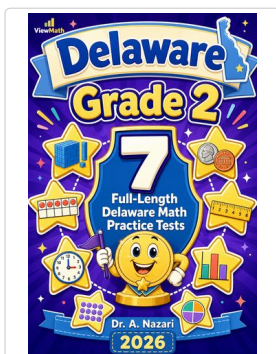 ViewMath
Delaware
Grade 2
7
Full-Length
Delaware Math
Practice Tests
Dr. A. Nazari
2026